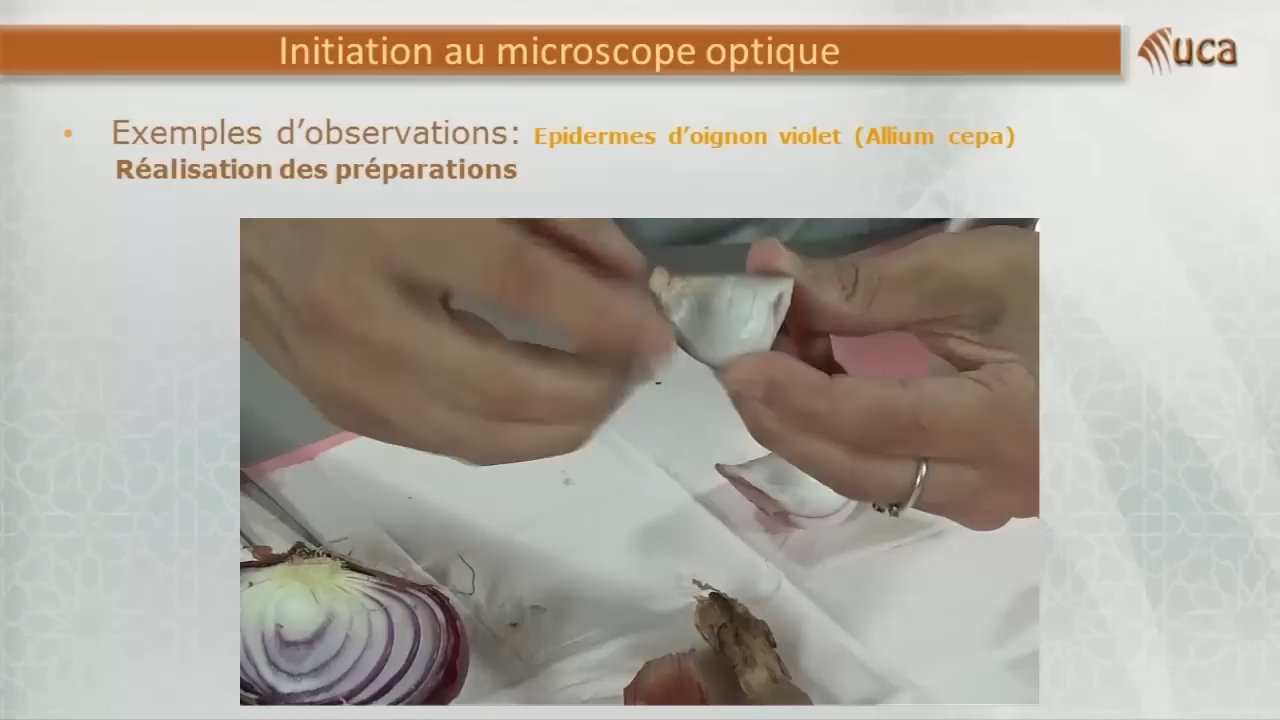 Initiation au microscope optique
uca
• Exemples d’observations: Epidermes d’oignon violet (Allium cepa)
Réalisation des préparations